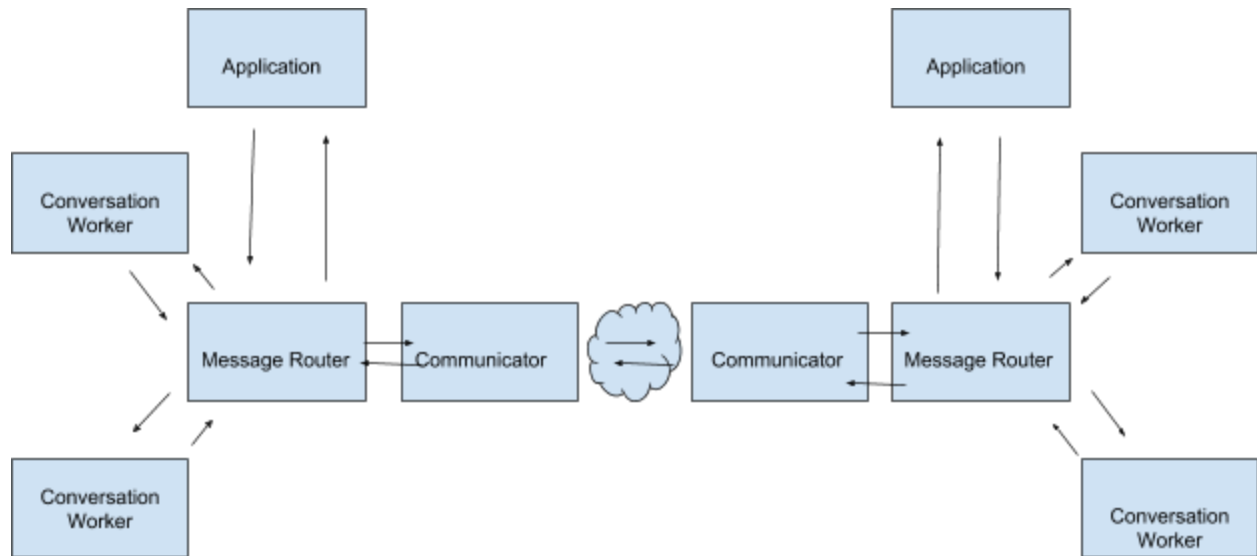 Application
Application
Conversation
Worker
Conversation
Worker
Message Router
Communicator
Communicator
Message Router
Conversation
Worker
Conversation
Worker